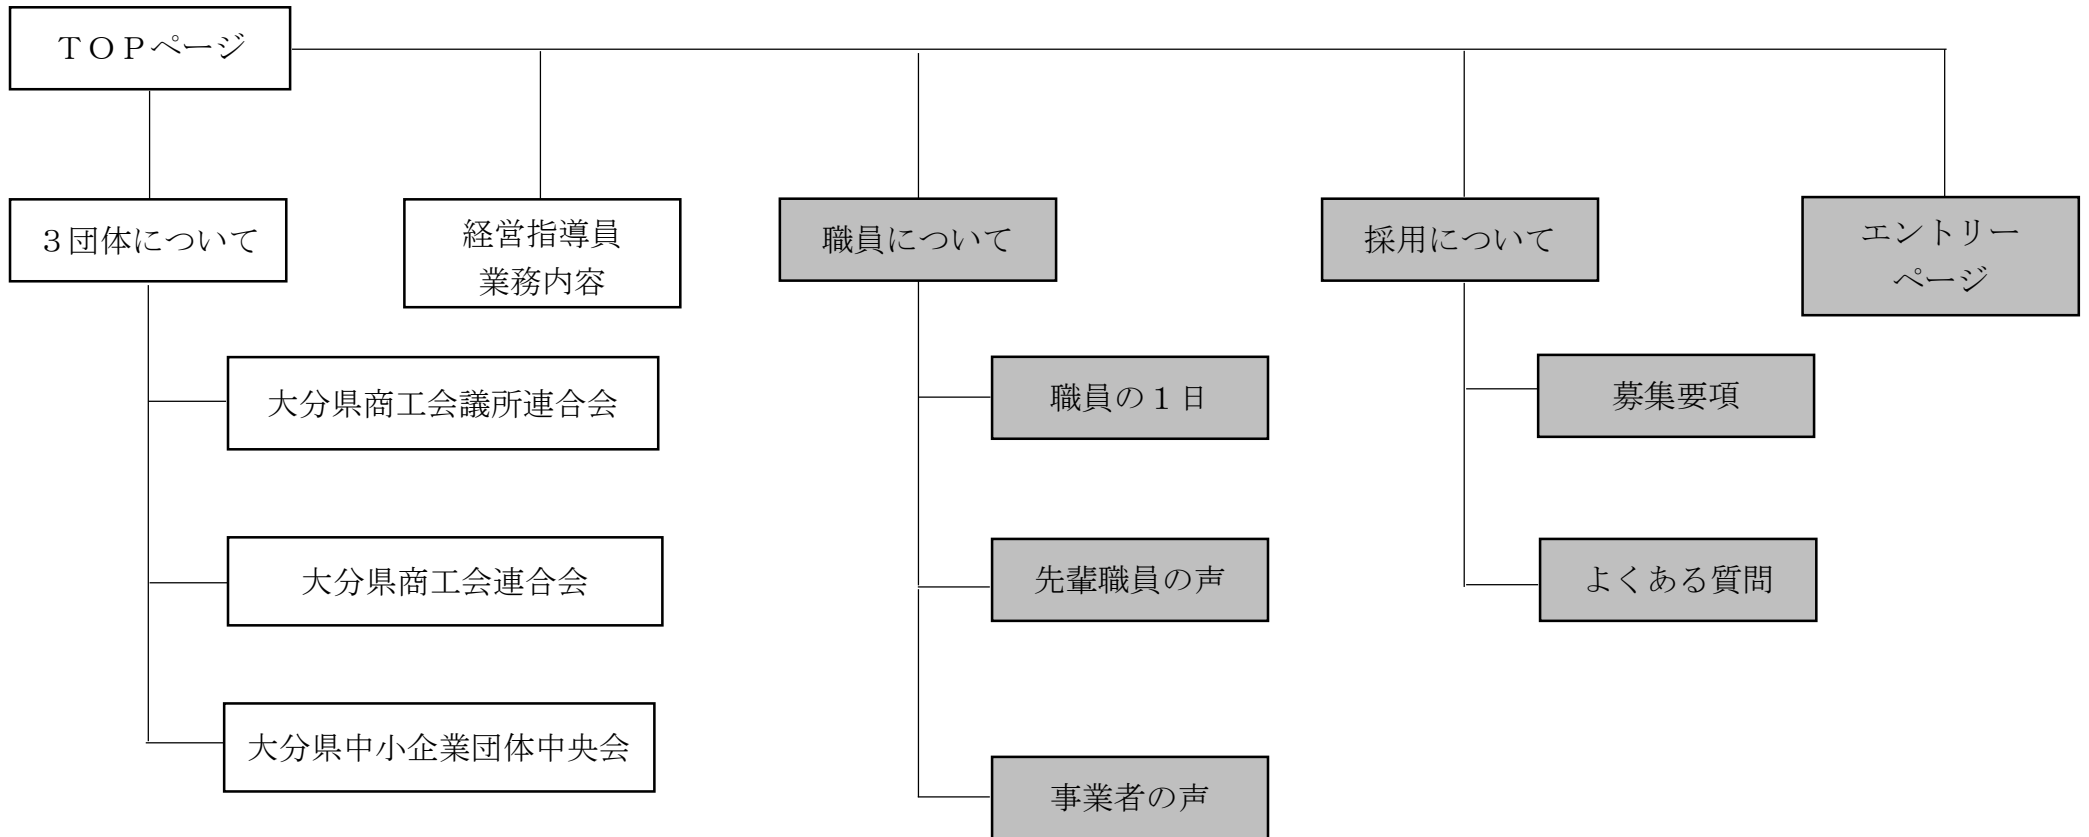 ＴＯＰページ
３団体について
経営指導員
業務内容
職員について
採用について
エントリー
ページ
大分県商工会議所連合会
職員の１日
募集要項
大分県商工会連合会
先輩職員の声
よくある質問
大分県中小企業団体中央会
事業者の声